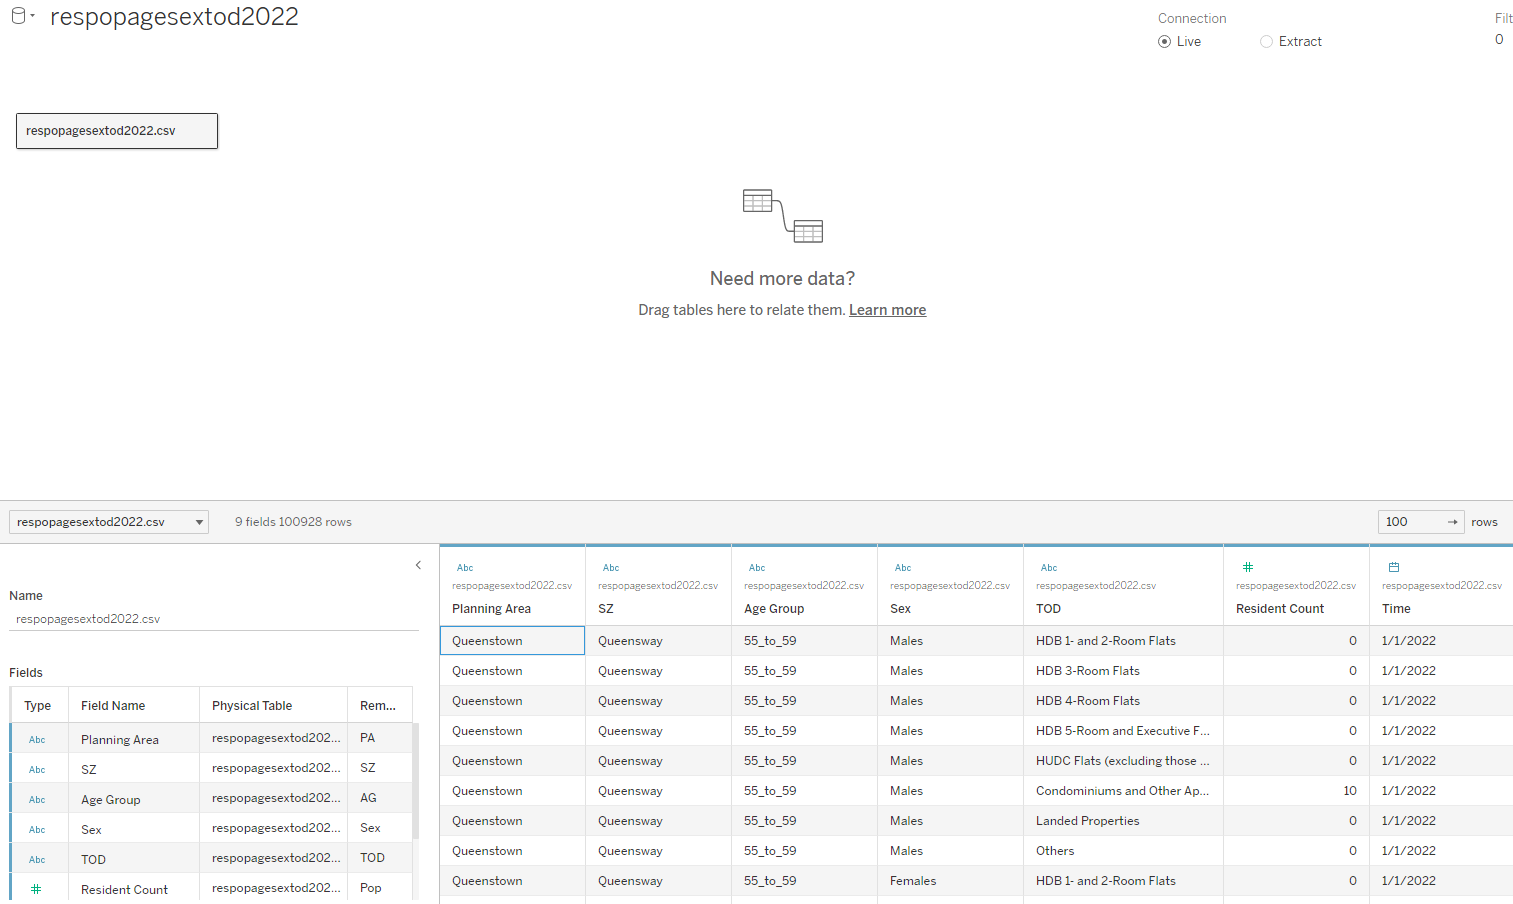 respopagesextod2022
Connection
Filt
Live
Extract
0
respopagesextod2022.csv
Need more data?
Drag tables here to relate them. Learn more
respopagesextod2022.csv 9 fields 100928 rows 100 → rows
Name
respopagesextod2022.csv
Fields
Type Field Name Physical Table Rem...
Abc Planning Area respopagesextod202... PA
Abc SZ respopagesextod202... SZ
Abc Age Group respopagesextod202... AG
Abc Sex respopagesextod202... Sex
Abc TOD respopagesextod202... TOD
# Resident Count respopagesextod202... Pop
Abc Abc Abc Abc Abc #
respopagesextod2022.csv respopagesextod2022.csv respopagesextod2022.csv respopagesextod2022.csv respopagesextod2022.csv respopagesextod2022.csv respopagesextod2022.csv
Planning Area SZ Age Group Sex TOD Resident Count Time
Queenstown Queensway 55_to_59 Males HDB 1- and 2-Room Flats 0 1/1/2022
Queenstown Queensway 55_to_59 Males HDB 3-Room Flats 0 1/1/2022
Queenstown Queensway 55_to_59 Males HDB 4-Room Flats 0 1/1/2022
Queenstown Queensway 55_to_59 Males HDB 5-Room and Executive F... 0 1/1/2022
Queenstown Queensway 55_to_59 Males HUDC Flats (excluding those ... 0 1/1/2022
Queenstown Queensway 55_to_59 Males Condominiums and Other Ap... 10 1/1/2022
Queenstown Queensway 55_to_59 Males Landed Properties 0 1/1/2022
Queenstown Queensway 55_to_59 Males Others 0 1/1/2022
Queenstown Queensway 55_to_59 Females HDB 1- and 2-Room Flats 0 1/1/2022